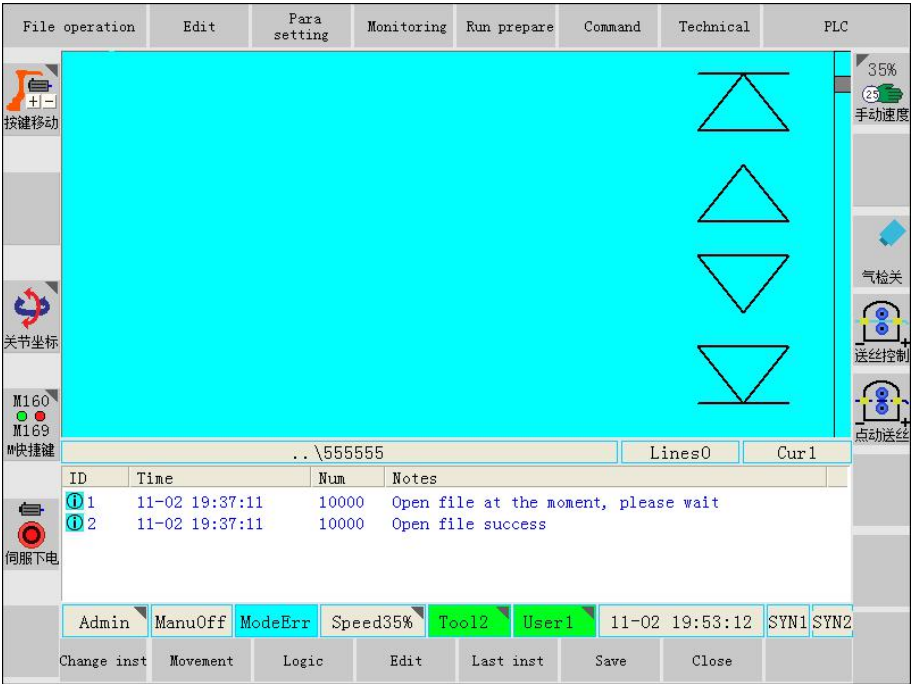 File operation
Edit
Para
setting
Monitoring
Run prepare
Command
Technical
PLC
+ -
按键移动
35%
25
手动速度
气检关
关节坐标
- +
送丝控制
M160
M169
M快捷键
- +
点动送丝
..\555555
Lines0
Cur1
ID Time Num Notes
1 11-02 19:37:11 10000 Open file at the moment, please wait
2 11-02 19:37:11 10000 Open file success
伺服下电
Admin
ManuOff
ModeErr
Speed35%
Tool2
User1
11-02 19:53:12
SYN1
SYN2
Change inst
Movement
Logic
Edit
Last inst
Save
Close